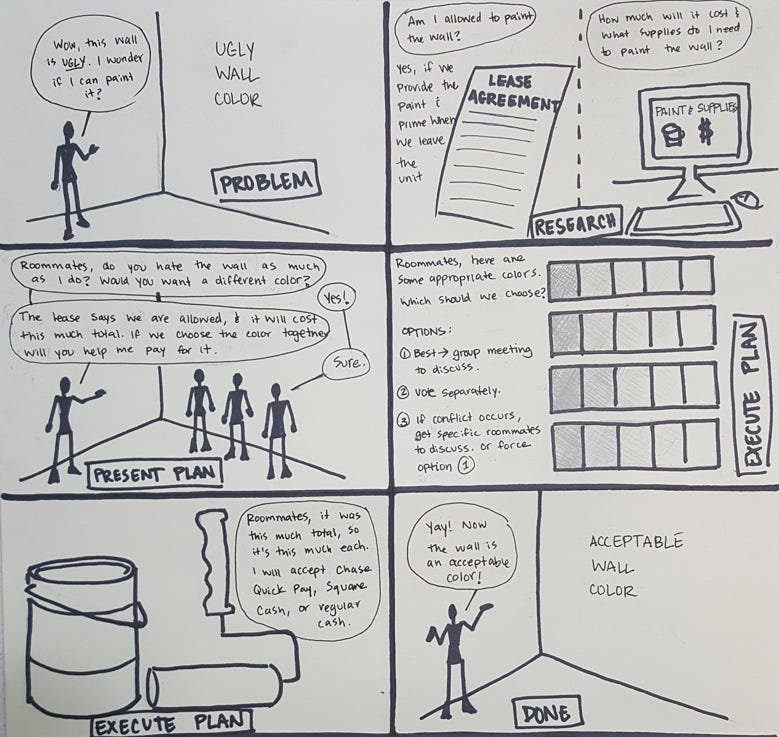 Wow, this wall
is UGLY. I wonder
if I can paint
it?
UGLY
WALL
COLOR
PROBLEM
Am I allowed to paint
the wall?
Yes, if we
provide the
paint &
prime when
we leave
the
unit
LEASE
AGREEMENT
How much will it cost &
what supplies do I need
to paint the wall?
PAINT & SUPPLIES
$
RESEARCH
Roommates, do you hate the wall as much
as I do? Would you want a different color?
Yes!
The lease says we are allowed, & it will cost
this much total. If we choose the color together
will you help me pay for it.
Sure.
PRESENT PLAN
Roommates, here are
some appropriate colors.
Which should we choose?
OPTIONS:
① Best → group meeting
to discuss.
② Vote separately.
③ If conflict occurs,
get specific roommates
to discuss. or force
option ①
EXECUTE PLAN
Roommates, it was
this much total, so
it's this much each.
I will accept Chase
Quick Pay, Square
Cash, or regular
cash.
EXECUTE PLAN
Yay! Now
the wall is
an acceptable
color!
ACCEPTABLE
WALL
COLOR
DONE